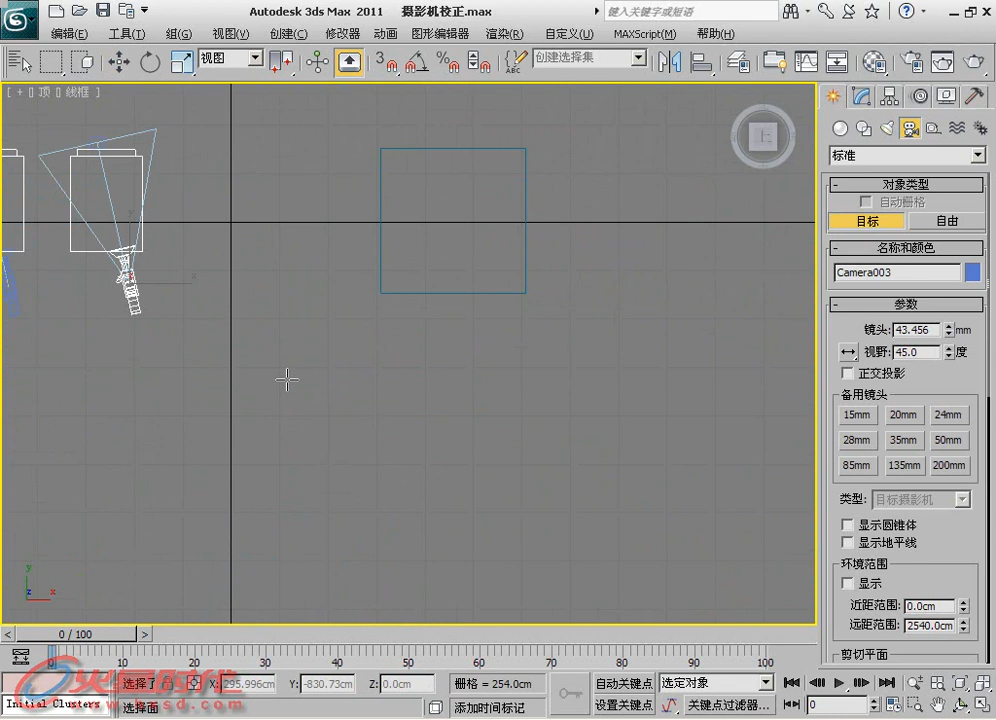 Autodesk 3ds Max 2011 摄影机校正.max
键入关键字或短语
编辑(E) 工具(T) 组(G) 视图(V) 创建(C) 修改器 动画 图形编辑器 渲染(R) 自定义(U) MAXScript(M) 帮助(H)
视图 3 % ABC 创建选择集
[ + [] 顶 [] 线框 ]
上
标准
- 对象类型
自动栅格
目标 自由
- 名称和颜色
Camera003
- 参数
镜头: 43.456 mm
视野: 45.0 度
正交投影
备用镜头
15mm 20mm 24mm
28mm 35mm 50mm
85mm 135mm 200mm
类型: 目标摄影机
显示圆锥体
显示地平线
环境范围
显示
近距范围: 0.0cm
远距范围: 2540.0cm
剪切平面
y
z x
< 0 / 100 >
0 10 20 30 40 50 60 70 80 90 100
选择了 X: 295.996cm Y: -830.73cm Z: 0.0cm 栅格 = 254.0cm 自动关键点 选定对象
Initial Clusters 选择面 添加时间标记 设置关键点 关键点过滤器... 0
火星时代
www.hxsd.com